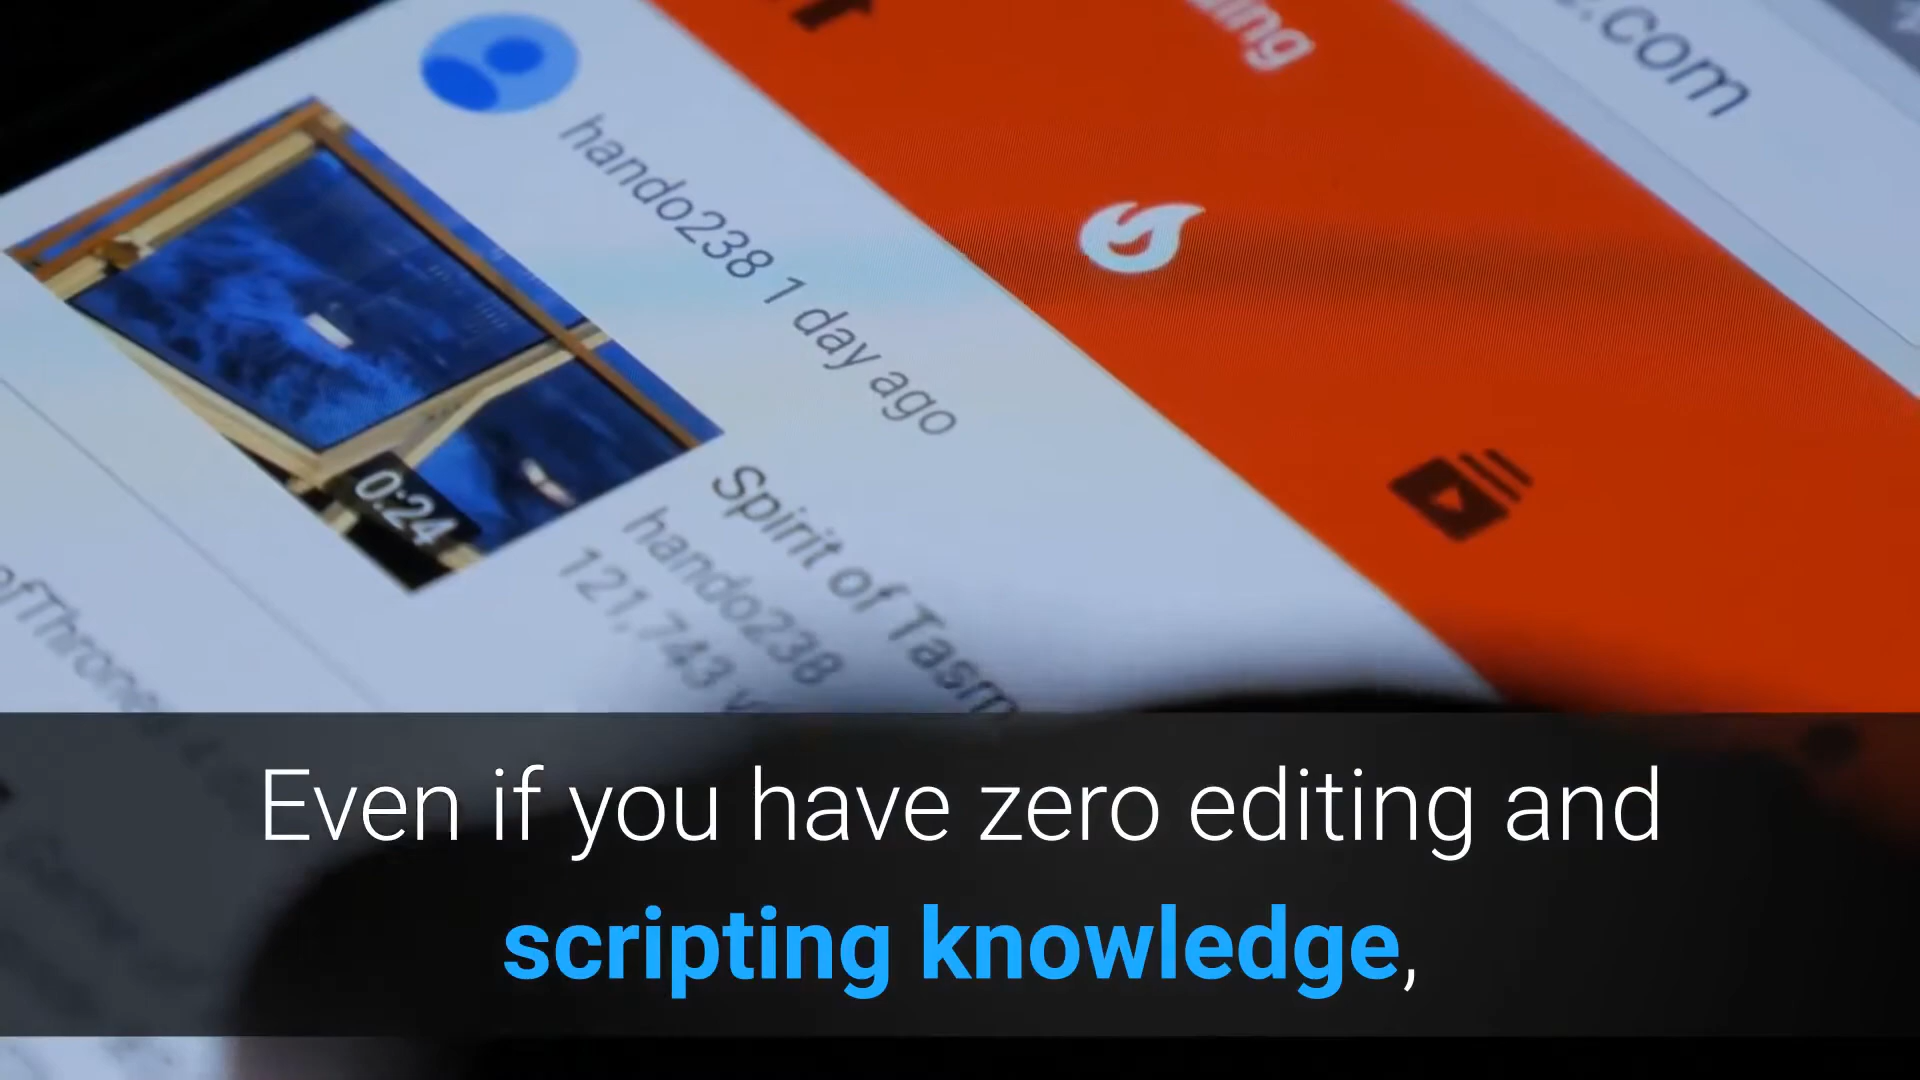 .com
hando238 1 day ago
0:24
Spirit of Tasm
hando238
121,743 v
Even if you have zero editing and
scripting knowledge,